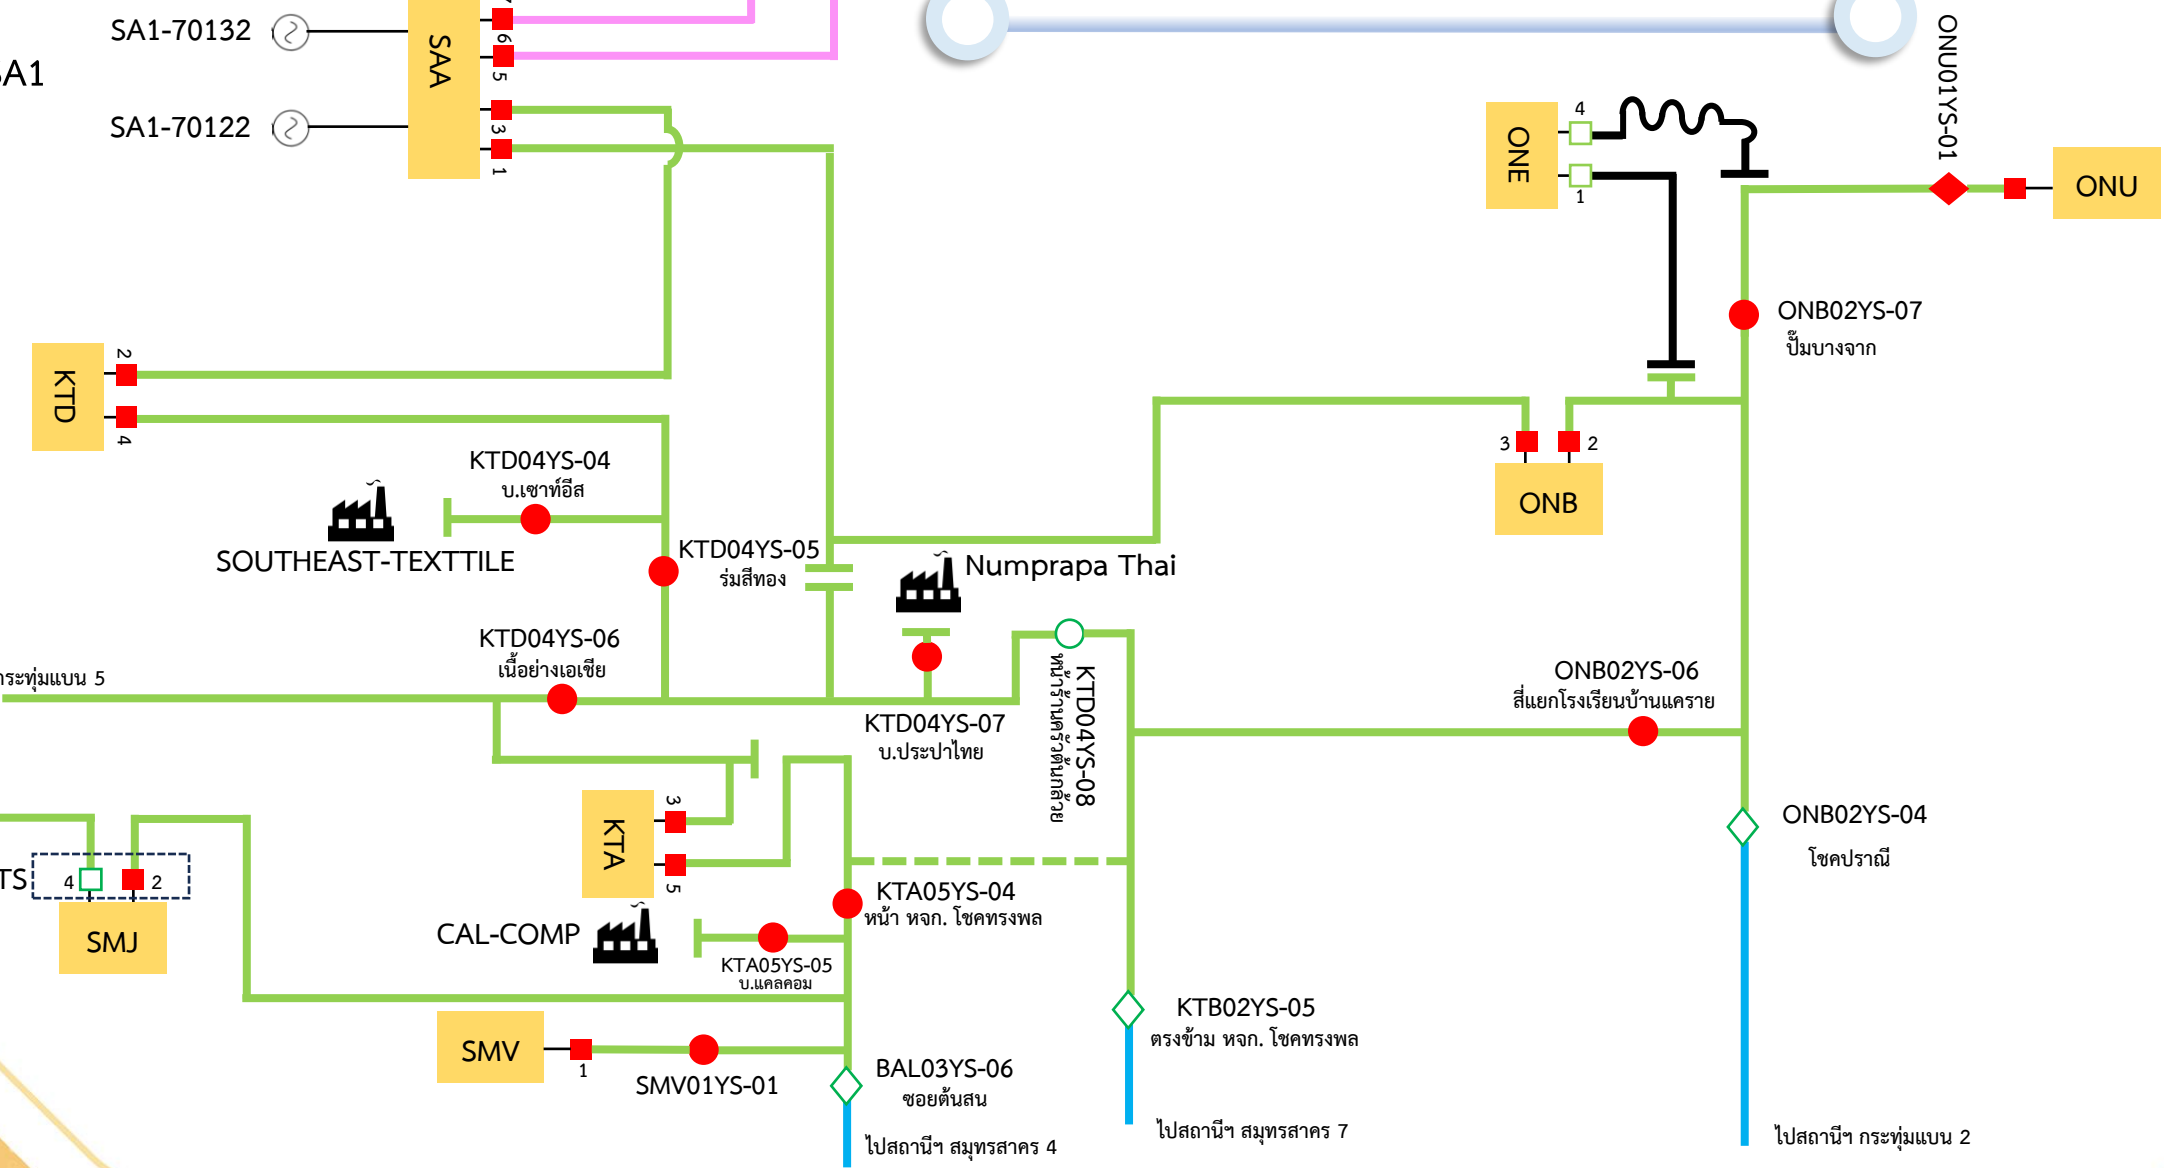 SA1-70132
SA1-70122
SAA
6
5
3
1
ONE
4
1
ONU01YS-01
ONU
ONB02YS-07
ปั๊มบางจาก
KTD
2
4
KTD04YS-04
บ.เซาท์อีส
SOUTHEAST-TEXTTILE
KTD04YS-05
ร่มสีทอง
Numprapa Thai
3
2
ONB
KTD04YS-06
เนื้อย่างเอเชีย
กระทุ่มแบน 5
KTD04YS-07
บ.ประปาไทย
KTD04YS-08
หน้าร้านครัวต้นกล้วย
ONB02YS-06
สี่แยกโรงเรียนบ้านแคราย
ONB02YS-04
โชคปราณี
KTA
3
5
TS
4
2
SMJ
CAL-COMP
KTA05YS-04
หน้า หจก. โชคทรงพล
KTA05YS-05
บ.แคลคอม
SMV
1
SMV01YS-01
KTB02YS-05
ตรงข้าม หจก. โชคทรงพล
BAL03YS-06
ซอยต้นสน
ไปสถานีฯ สมุทรสาคร 4
ไปสถานีฯ สมุทรสาคร 7
ไปสถานีฯ กระทุ่มแบน 2